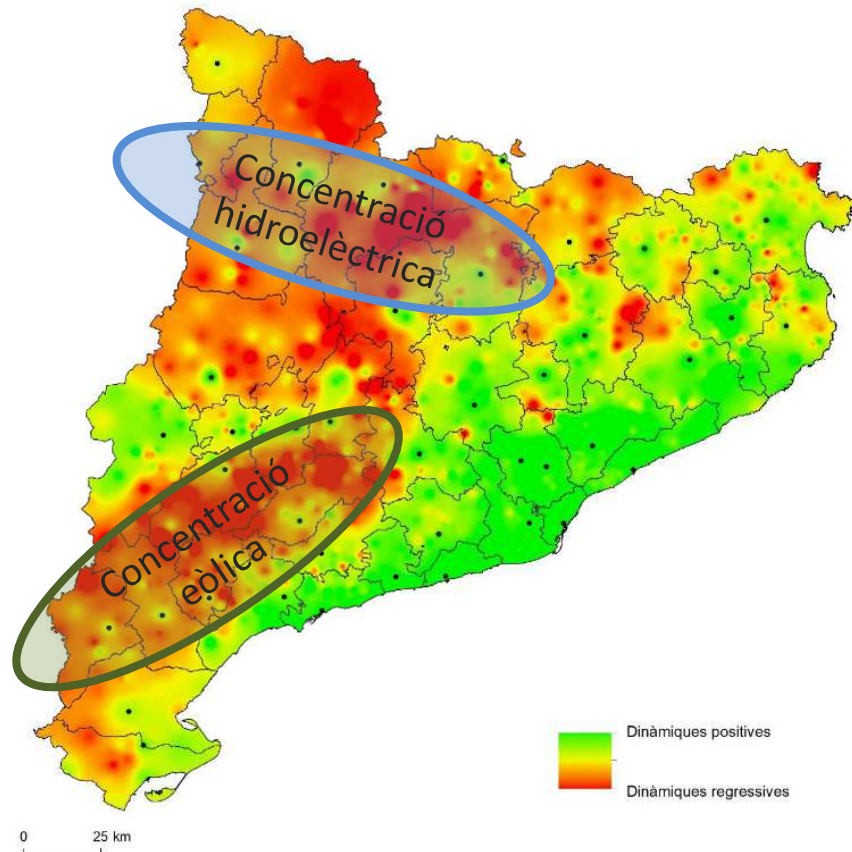 Concentració
hidroelèctrica
Concentració
eòlica
Dinàmiques positives
Dinàmiques regressives
0 25 km